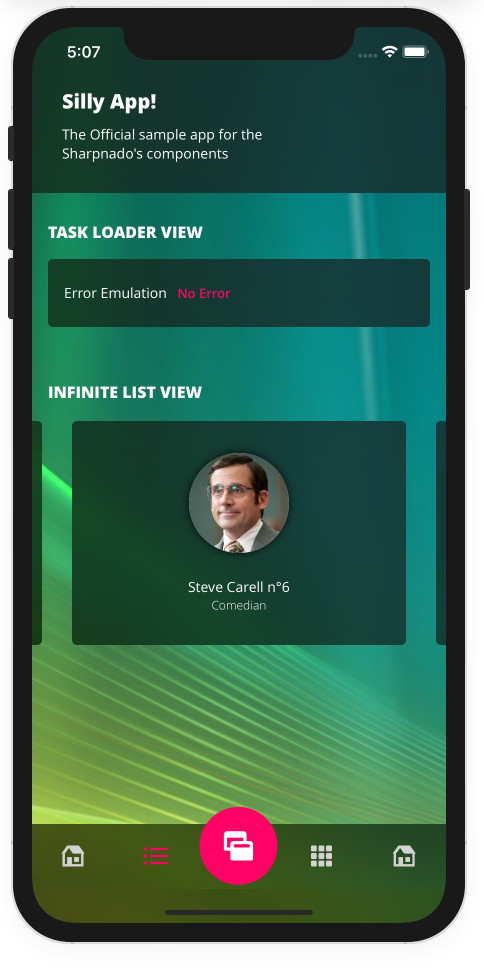 5:07
Silly App!
The Official sample app for the
Sharpnado's components
TASK LOADER VIEW
Error Emulation No Error
INFINITE LIST VIEW
Steve Carell n°6
Comedian